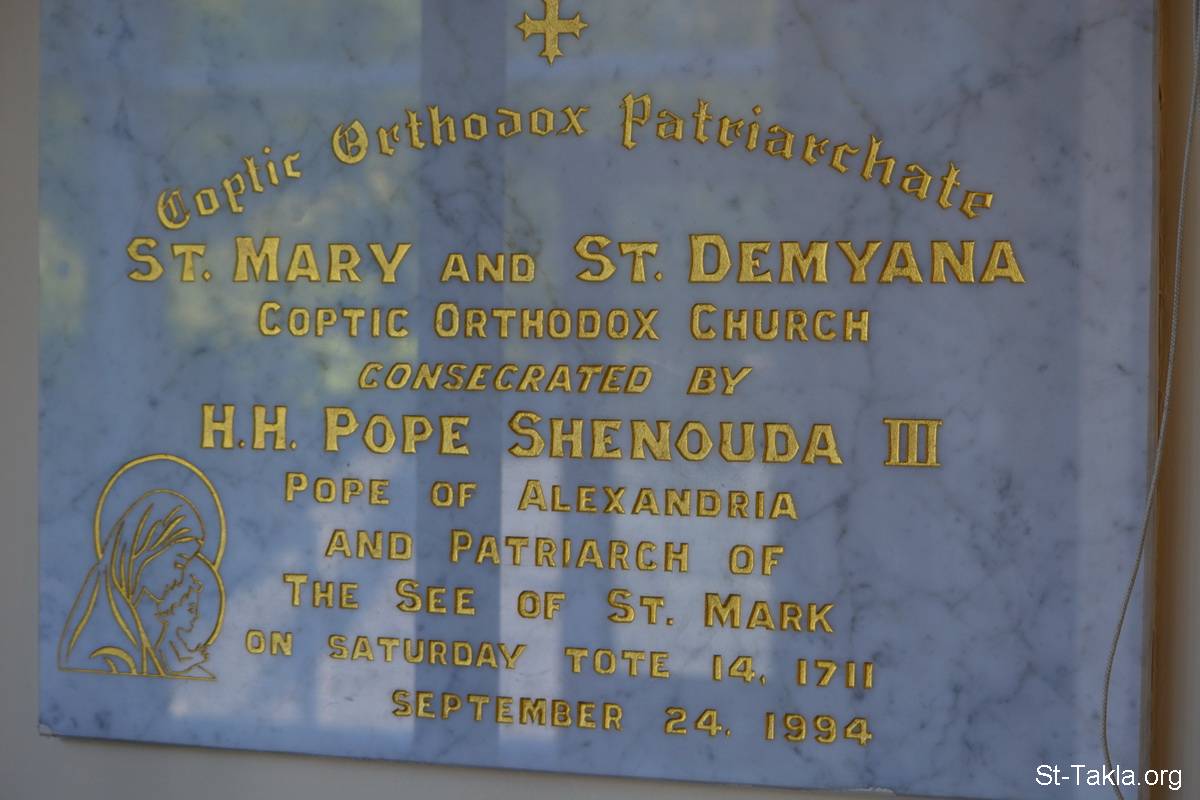 Coptic Orthodox Patriarchate
ST. MARY AND ST. DEMYANA
COPTIC ORTHODOX CHURCH
CONSECRATED BY
H.H. POPE SHENOUDA III
POPE OF ALEXANDRIA
AND PATRIARCH OF
THE SEE OF ST. MARK
ON SATURDAY TOTE 14, 1711
SEPTEMBER 24, 1994
St-Takla.org